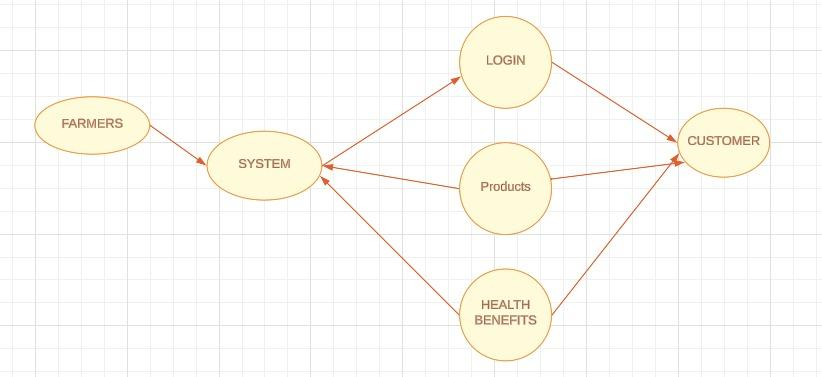 LOGIN
FARMERS
CUSTOMER
SYSTEM
Products
HEALTH
BENEFITS